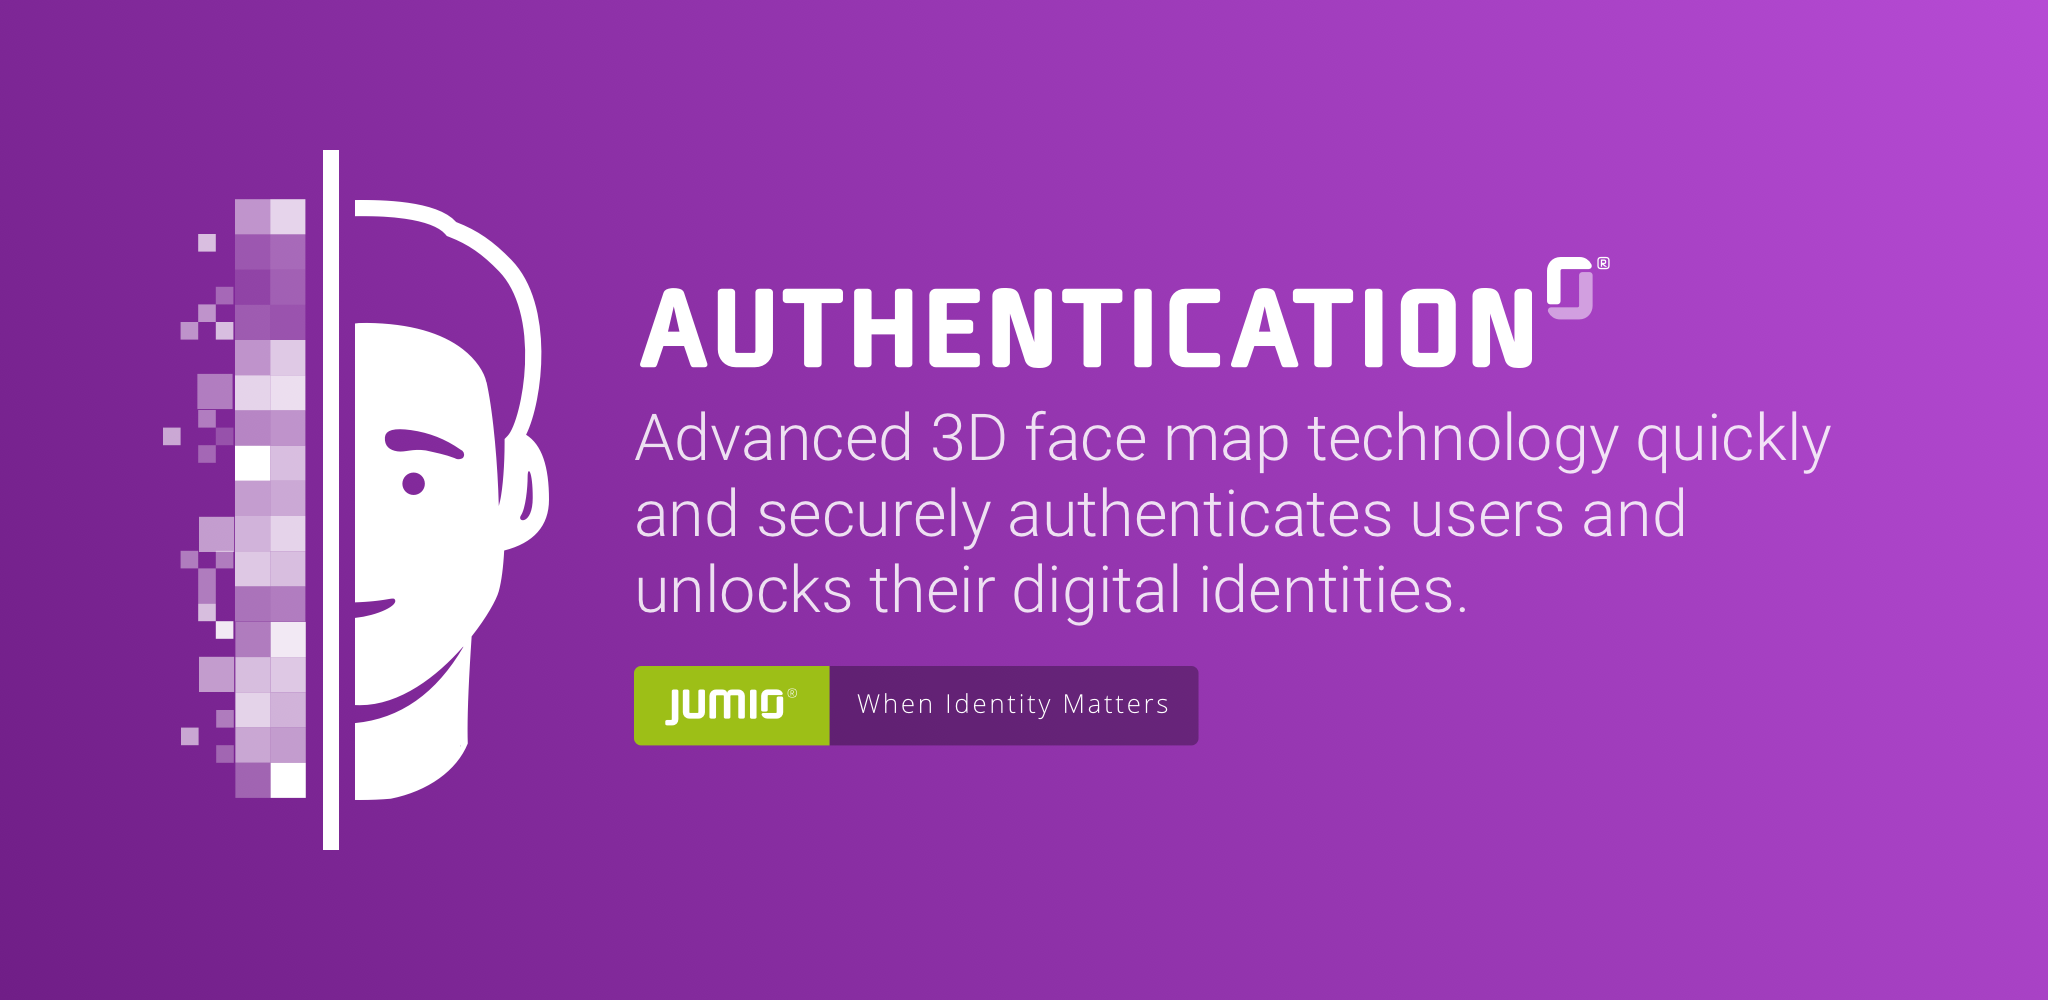 AUTHENTICATION®
Advanced 3D face map technology quickly
and securely authenticates users and
unlocks their digital identities.
JUMIO® When Identity Matters